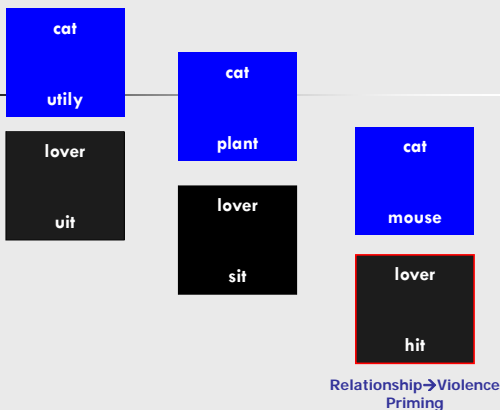 cat
utily
lover
uit
cat
plant
lover
sit
cat
mouse
lover
hit
Relationship→Violence
Priming